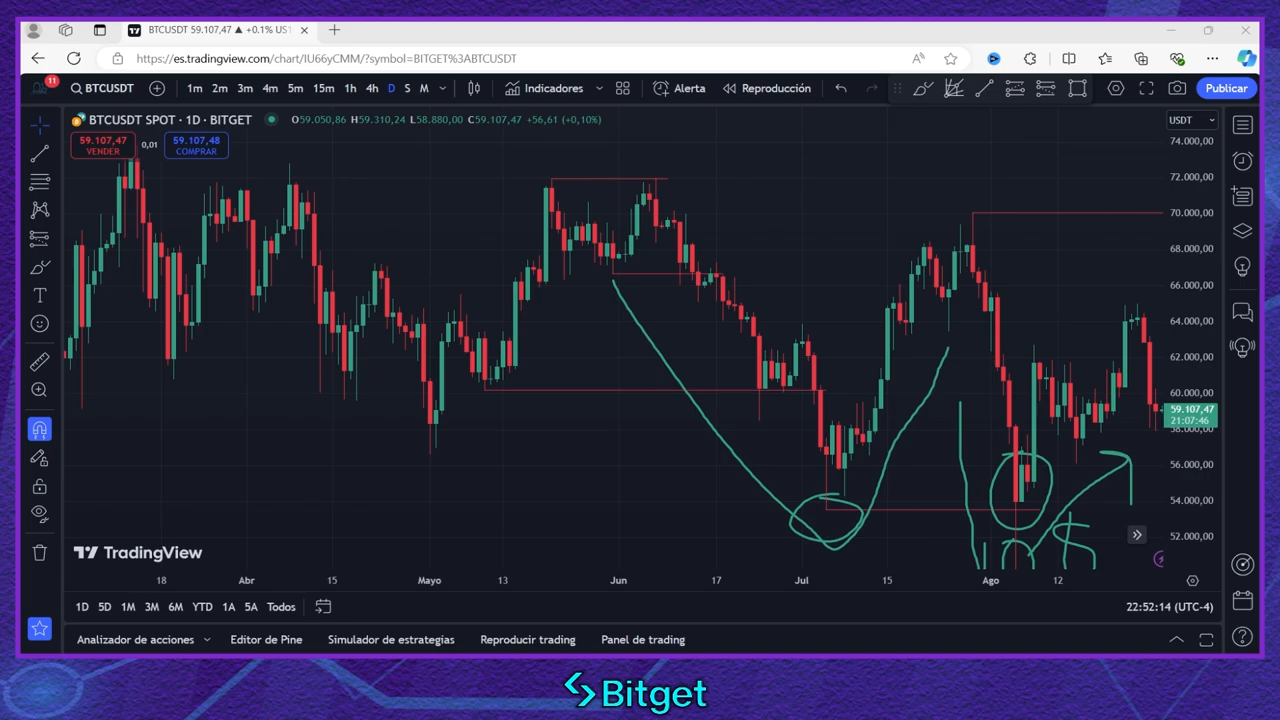 BTCUSDT 59.107,47 ▲ +0.1% US
https://es.tradingview.com/chart/IU66yCMM/?symbol=BITGET%3ABTCUSDT
11
BTCUSDT
1m 2m 3m 4m 5m 15m 1h 4h D S M
Indicadores
Alerta
Reproducción
Publicar
BTCUSDT SPOT · 1D · BITGET
O59.050,86 H59.310,24 L58.880,00 C59.107,47 +56,61 (+0,10%)
USDT
59.107,47
VENDER
0,01
59.107,48
COMPRAR
74.000,00
72.000,00
70.000,00
68.000,00
66.000,00
64.000,00
62.000,00
60.000,00
59.107,47
21:07:46
58.000,00
56.000,00
54.000,00
52.000,00
10$
TradingView
18 Abr 15 Mayo 13 Jun 17 Jul 15 Ago 12
1D 5D 1M 3M 6M YTD 1A 5A Todos
22:52:14 (UTC-4)
Analizador de acciones
Editor de Pine
Simulador de estrategias
Reproducir trading
Panel de trading
Bitget